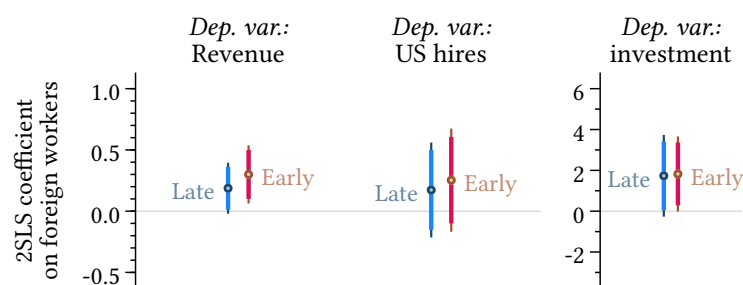 Dep. var.:
Revenue
Dep. var.:
US hires
Dep. var.:
investment
2SLS coefficient
on foreign workers
1.0
0.5
0.0
-0.5
Late
Early
Late
Early
6
4
2
0
-2
Late
Early